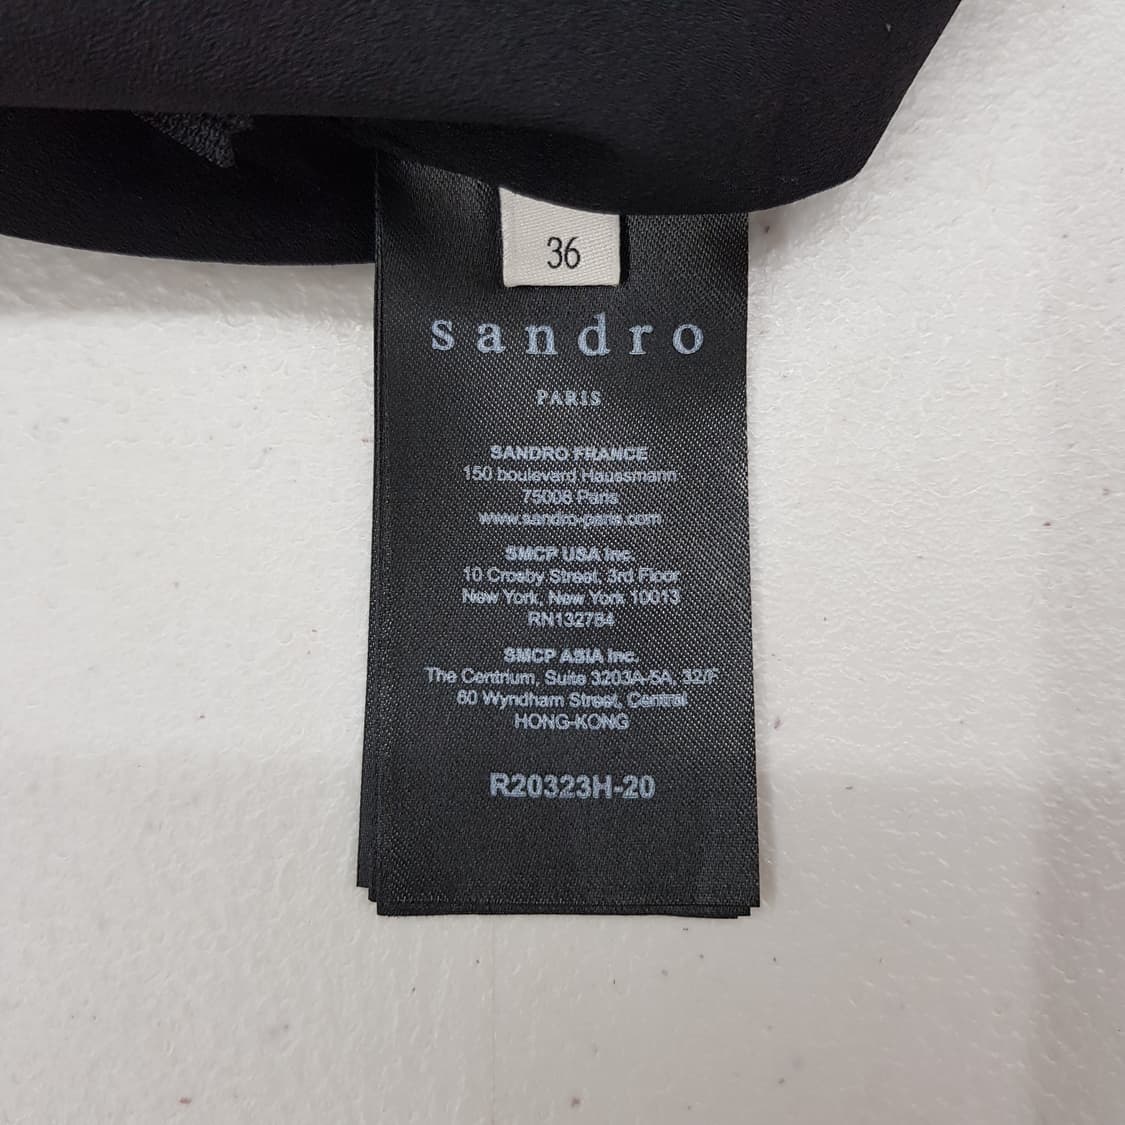 36
sandro
PARIS
SANDRO FRANCE
150 boulevard Haussmann
75008 Paris
www.sandro-paris.com
SMCP USA Inc.
10 Crosby Street, 3rd Floor
New York, New York 10013
RN132784
SMCP ASIA Inc.
The Centrium, Suite 3203A-5A, 32/F
60 Wyndham Street, Central
HONG-KONG
R20323H-20